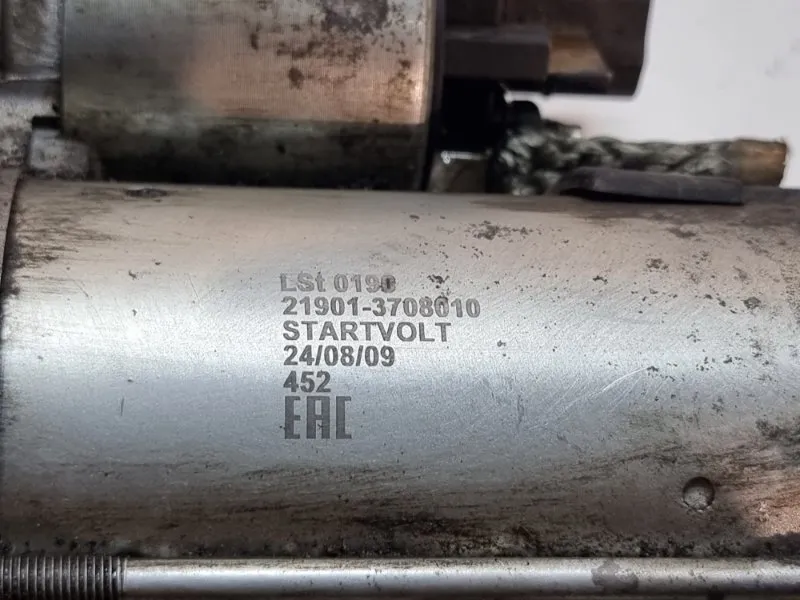 LSt 0190
21901-3708010
STARTVOLT
24/08/09
452
EAC